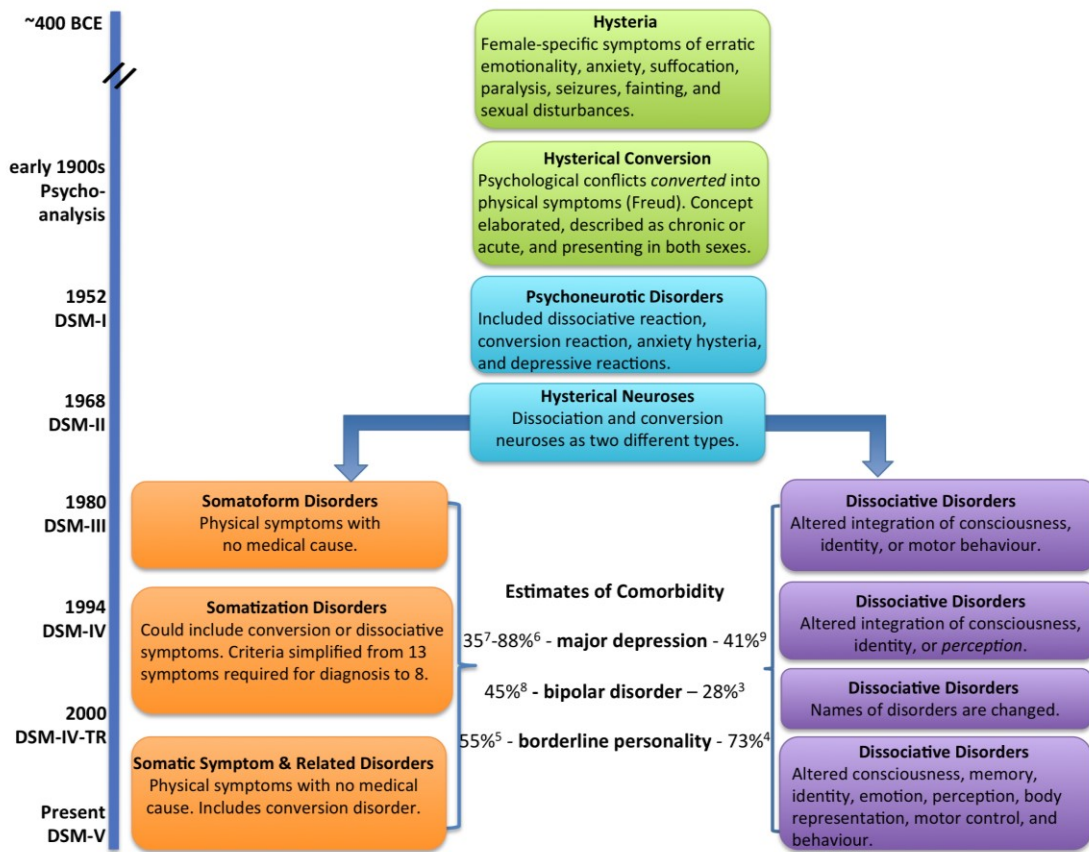 ~400 BCE
Hysteria
Female-specific symptoms of erratic
emotionality, anxiety, suffocation,
paralysis, seizures, fainting, and
sexual disturbances.
early 1900s
Psycho-
analysis
Hysterical Conversion
Psychological conflicts converted into
physical symptoms (Freud). Concept
elaborated, described as chronic or
acute, and presenting in both sexes.
1952
DSM-I
Psychoneurotic Disorders
Included dissociative reaction,
conversion reaction, anxiety hysteria,
and depressive reactions.
1968
DSM-II
Hysterical Neuroses
Dissociation and conversion
neuroses as two different types.
1980
DSM-III
Somatoform Disorders
Physical symptoms with
no medical cause.
Dissociative Disorders
Altered integration of consciousness,
identity, or motor behaviour.
1994
DSM-IV
Somatization Disorders
Could include conversion or dissociative
symptoms. Criteria simplified from 13
symptoms required for diagnosis to 8.
Estimates of Comorbidity
35⁷-88%⁶ - major depression - 41%⁹
45%⁸ - bipolar disorder – 28%³
55%⁵ - borderline personality - 73%⁴
Dissociative Disorders
Altered integration of consciousness,
identity, or perception.
2000
DSM-IV-TR
Dissociative Disorders
Names of disorders are changed.
Present
DSM-V
Somatic Symptom & Related Disorders
Physical symptoms with no medical
cause. Includes conversion disorder.
Dissociative Disorders
Altered consciousness, memory,
identity, emotion, perception, body
representation, motor control, and
behaviour.